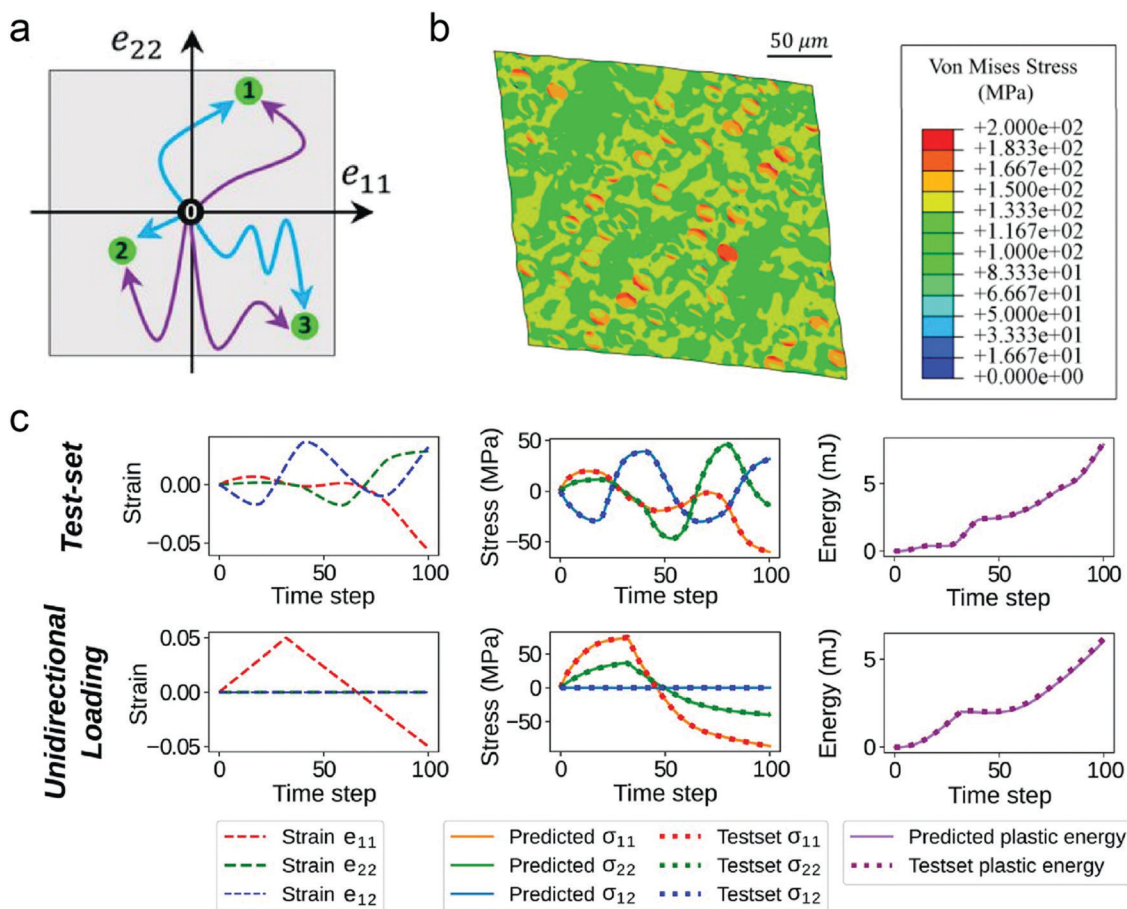 a
e22
e11
0
1
2
3
b
50 μm
Von Mises Stress
(MPa)
+2.000e+02
+1.833e+02
+1.667e+02
+1.500e+02
+1.333e+02
+1.167e+02
+1.000e+02
+8.333e+01
+6.667e+01
+5.000e+01
+3.333e+01
+1.667e+01
+0.000e+00
c
Test-set
Strain
0.00
−0.05
0 50 100
Time step
Stress (MPa)
50
0
−50
0 50 100
Time step
Energy (mJ)
5
0
0 50 100
Time step
Unidirectional
Loading
Strain
0.05
0.00
−0.05
0 50 100
Time step
Stress (MPa)
50
0
−50
0 50 100
Time step
Energy (mJ)
5
0
0 50 100
Time step
Strain e11
Strain e22
Strain e12
Predicted σ11 Testset σ11
Predicted σ22 Testset σ22
Predicted σ12 Testset σ12
Predicted plastic energy
Testset plastic energy